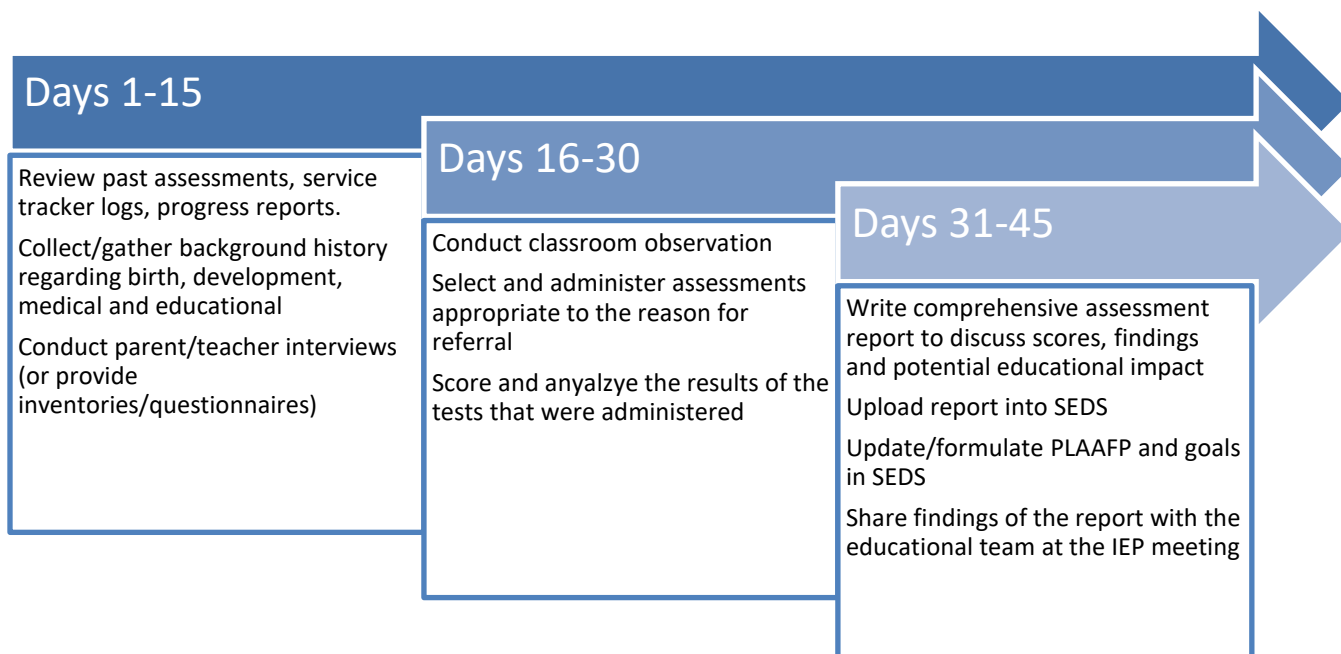 Days 1-15
Review past assessments, service
tracker logs, progress reports.
Collect/gather background history
regarding birth, development,
medical and educational
Conduct parent/teacher interviews
(or provide
inventories/questionnaires)
Days 16-30
Conduct classroom observation
Select and administer assessments
appropriate to the reason for
referral
Score and anyalzye the results of the
tests that were administered
Days 31-45
Write comprehensive assessment
report to discuss scores, findings
and potential educational impact
Upload report into SEDS
Update/formulate PLAAFP and goals
in SEDS
Share findings of the report with the
educational team at the IEP meeting